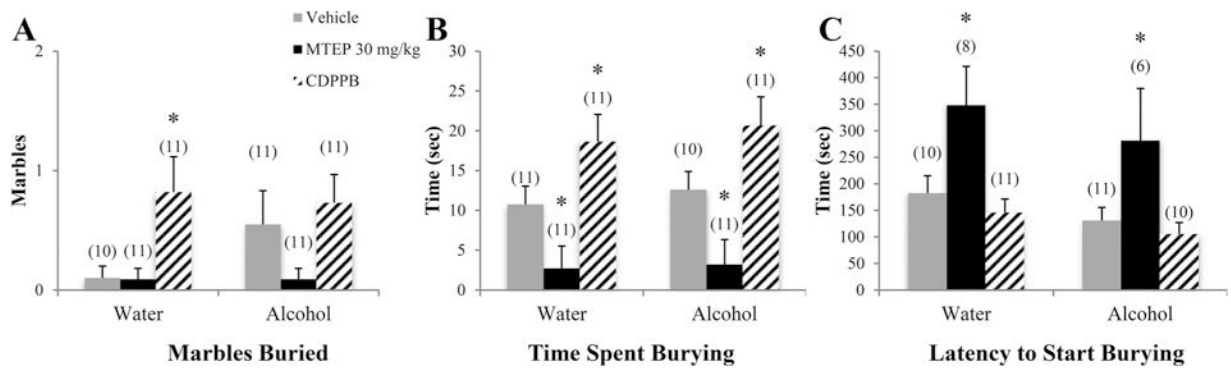 A
Vehicle
MTEP 30 mg/kg
CDPPB
Marbles
2
1
0
(10)
(11)
*
(11)
(11)
(11)
(11)
Water
Alcohol
Marbles Buried
B
Time (sec)
30
25
20
15
10
5
0
(11)
*
(11)
*
(11)
(10)
*
(11)
*
(11)
Water
Alcohol
Time Spent Burying
C
Time (sec)
450
400
350
300
250
200
150
100
50
0
(10)
*
(8)
(11)
(11)
*
(6)
(10)
Water
Alcohol
Latency to Start Burying